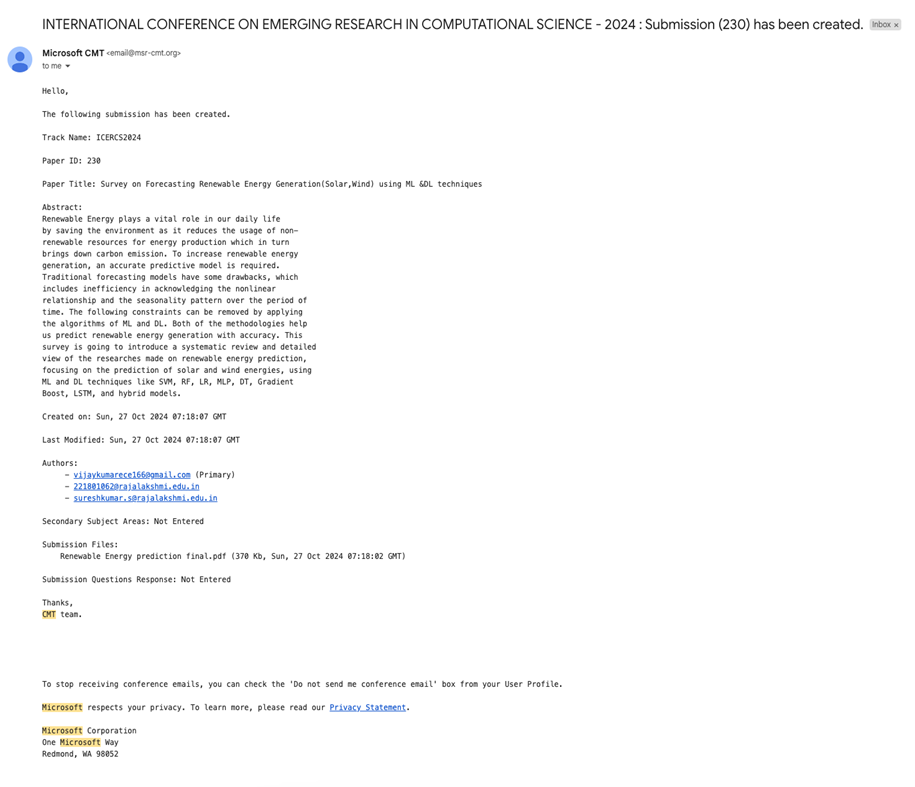 INTERNATIONAL CONFERENCE ON EMERGING RESEARCH IN COMPUTATIONAL SCIENCE - 2024 : Submission (230) has been created. Inbox ×
Microsoft CMT <email@msr-cmt.org>
to me
Hello,
The following submission has been created.
Track Name: ICERCS2024
Paper ID: 230
Paper Title: Survey on Forecasting Renewable Energy Generation(Solar,Wind) using ML &DL techniques
Abstract:
Renewable Energy plays a vital role in our daily life
by saving the environment as it reduces the usage of non-
renewable resources for energy production which in turn
brings down carbon emission. To increase renewable energy
generation, an accurate predictive model is required.
Traditional forecasting models have some drawbacks, which
includes inefficiency in acknowledging the nonlinear
relationship and the seasonality pattern over the period of
time. The following constraints can be removed by applying
the algorithms of ML and DL. Both of the methodologies help
us predict renewable energy generation with accuracy. This
survey is going to introduce a systematic review and detailed
view of the researches made on renewable energy prediction,
focusing on the prediction of solar and wind energies, using
ML and DL techniques like SVM, RF, LR, MLP, DT, Gradient
Boost, LSTM, and hybrid models.
Created on: Sun, 27 Oct 2024 07:18:07 GMT
Last Modified: Sun, 27 Oct 2024 07:18:07 GMT
Authors:
- vijaykumarece166@gmail.com (Primary)
- 221801062@rajalakshmi.edu.in
- sureshkumar.s@rajalakshmi.edu.in
Secondary Subject Areas: Not Entered
Submission Files:
Renewable Energy prediction final.pdf (370 Kb, Sun, 27 Oct 2024 07:18:02 GMT)
Submission Questions Response: Not Entered
Thanks,
CMT team.
To stop receiving conference emails, you can check the 'Do not send me conference email' box from your User Profile.
Microsoft respects your privacy. To learn more, please read our Privacy Statement.
Microsoft Corporation
One Microsoft Way
Redmond, WA 98052